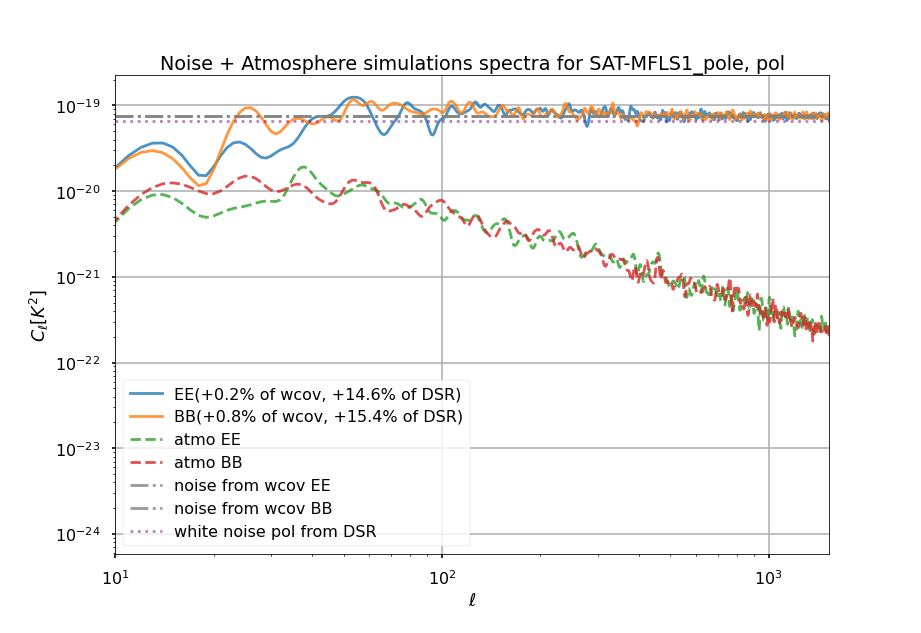 Noise + Atmosphere simulations spectra for SAT-MFLS1_pole, pol
10⁻¹⁹
10⁻²⁰
10⁻²¹
10⁻²²
10⁻²³
10⁻²⁴
C_ℓ[K²]
EE(+0.2% of wcov, +14.6% of DSR)
BB(+0.8% of wcov, +15.4% of DSR)
atmo EE
atmo BB
noise from wcov EE
noise from wcov BB
white noise pol from DSR
10¹ 10² 10³
ℓ